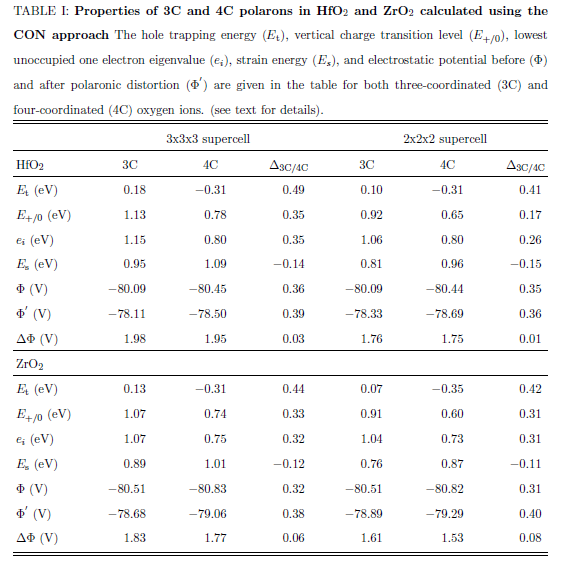 TABLE I: Properties of 3C and 4C polarons in HfO₂ and ZrO₂ calculated using the
CON approach The hole trapping energy (Eₜ), vertical charge transition level (E₊/₀), lowest
unoccupied one electron eigenvalue (eᵢ), strain energy (Eₛ), and electrostatic potential before (Φ)
and after polaronic distortion (Φ′) are given in the table for both three-coordinated (3C) and
four-coordinated (4C) oxygen ions. (see text for details).
3x3x3 supercell 2x2x2 supercell
HfO₂ 3C 4C Δ3C/4C 3C 4C Δ3C/4C
Eₜ (eV) 0.18 −0.31 0.49 0.10 −0.31 0.41
E₊/₀ (eV) 1.13 0.78 0.35 0.92 0.65 0.17
eᵢ (eV) 1.15 0.80 0.35 1.06 0.80 0.26
Eₛ (eV) 0.95 1.09 −0.14 0.81 0.96 −0.15
Φ (V) −80.09 −80.45 0.36 −80.09 −80.44 0.35
Φ′ (V) −78.11 −78.50 0.39 −78.33 −78.69 0.36
ΔΦ (V) 1.98 1.95 0.03 1.76 1.75 0.01
ZrO₂
Eₜ (eV) 0.13 −0.31 0.44 0.07 −0.35 0.42
E₊/₀ (eV) 1.07 0.74 0.33 0.91 0.60 0.31
eᵢ (eV) 1.07 0.75 0.32 1.04 0.73 0.31
Eₛ (eV) 0.89 1.01 −0.12 0.76 0.87 −0.11
Φ (V) −80.51 −80.83 0.32 −80.51 −80.82 0.31
Φ′ (V) −78.68 −79.06 0.38 −78.89 −79.29 0.40
ΔΦ (V) 1.83 1.77 0.06 1.61 1.53 0.08